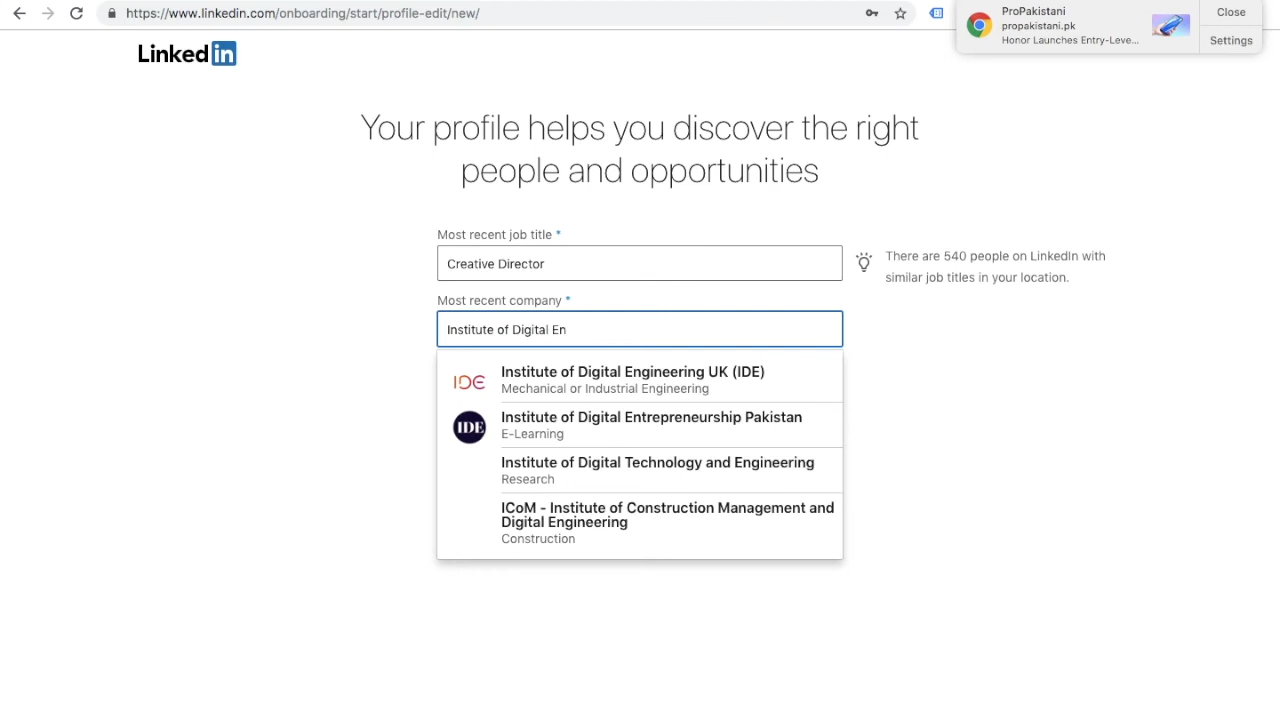 https://www.linkedin.com/onboarding/start/profile-edit/new/
ProPakistani
propakistani.pk
Honor Launches Entry-Leve...
Close
Settings
Linked in
Your profile helps you discover the right
people and opportunities
Most recent job title *
Creative Director
There are 540 people on LinkedIn with
similar job titles in your location.
Most recent company *
Institute of Digital En
IDE
Institute of Digital Engineering UK (IDE)
Mechanical or Industrial Engineering
IDE
Institute of Digital Entrepreneurship Pakistan
E-Learning
Institute of Digital Technology and Engineering
Research
ICoM - Institute of Construction Management and
Digital Engineering
Construction